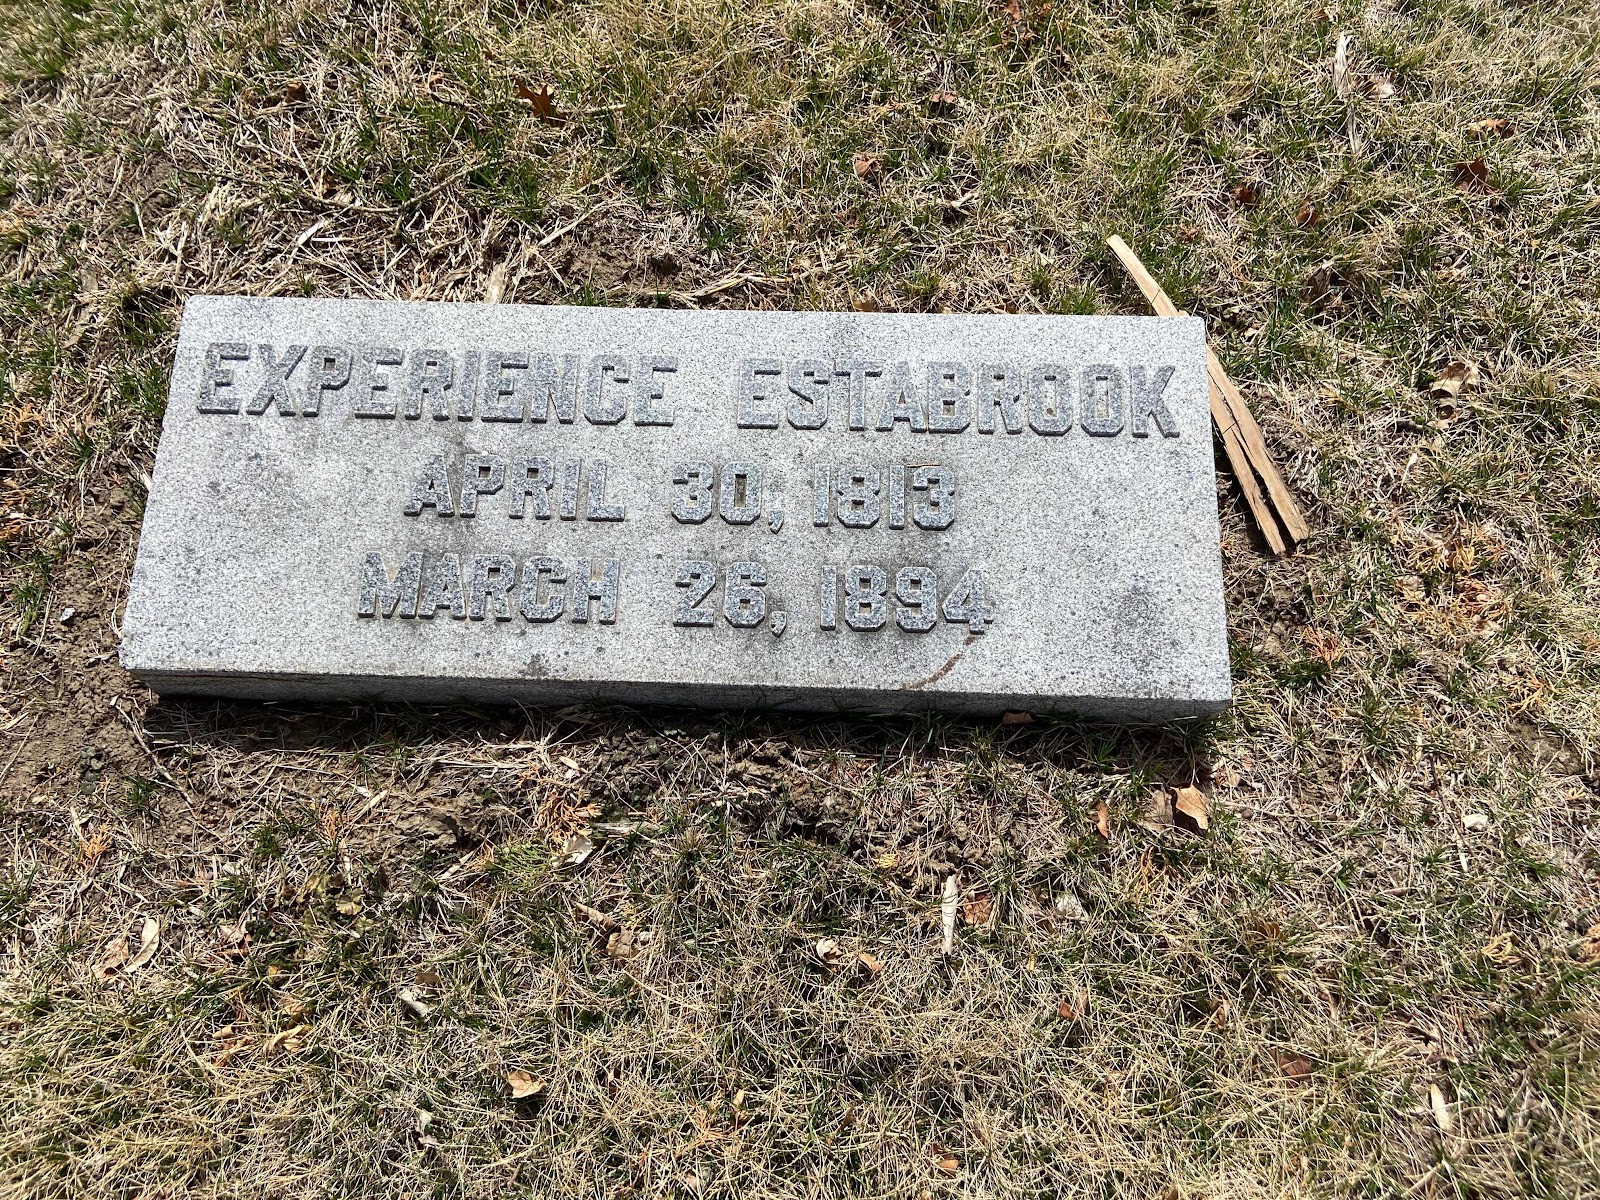 EXPERIENCE ESTABROOK
APRIL 30, 1813
MARCH 26, 1894